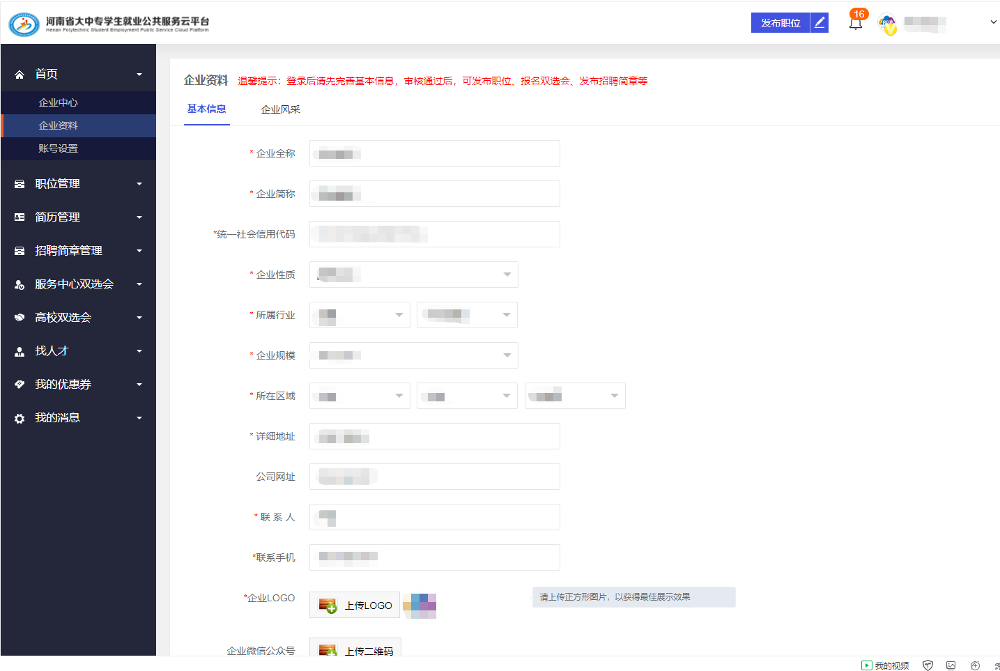 河南省大中专学生就业公共服务云平台
Henan Polytechnic Student Employment Public Service Cloud Platform
发布职位
16
首页
企业中心
企业资料
账号设置
职位管理
简历管理
招聘简章管理
服务中心双选会
高校双选会
找人才
我的优惠券
我的消息
企业资料 温馨提示：登录后请先完善基本信息，审核通过后，可发布职位、报名双选会、发布招聘简章等
基本信息 企业风采
* 企业全称
* 企业简称
*统一社会信用代码
* 企业性质
* 所属行业
* 企业规模
* 所在区域
* 详细地址
公司网址
* 联 系 人
*联系手机
*企业LOGO 上传LOGO 请上传正方形图片，以获得最佳展示效果
企业微信公众号 上传二维码
我的视频